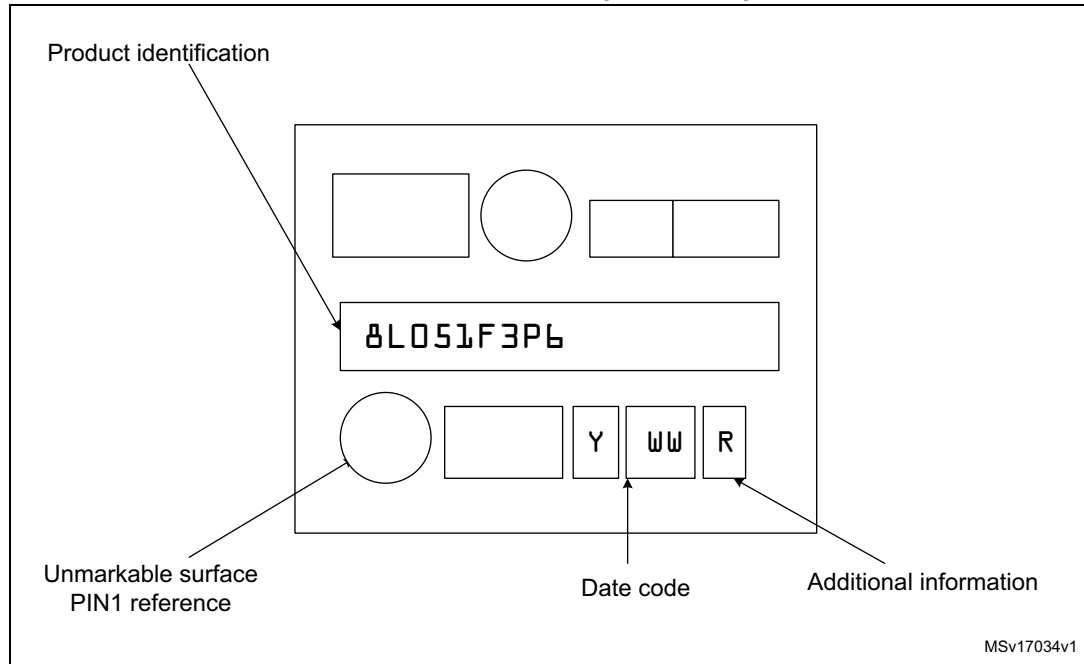 Product identification
8L051F3P6
Y WW R
Unmarkable surface
PIN1 reference
Date code
Additional information
MSv17034v1